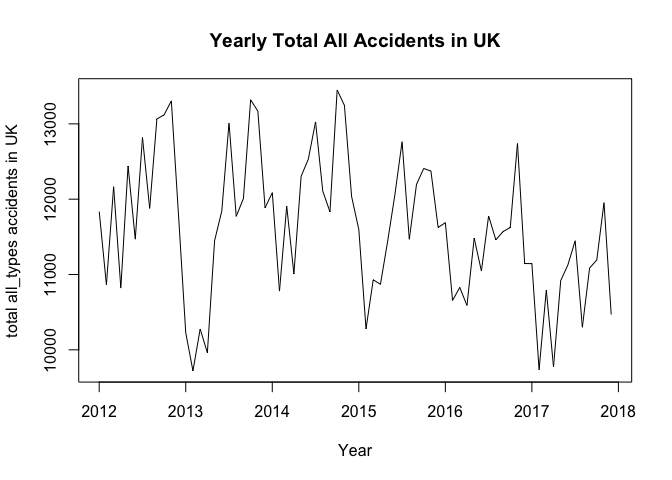 Yearly Total All Accidents in UK
total all_types accidents in UK
13000
12000
11000
10000
2012 2013 2014 2015 2016 2017 2018
Year